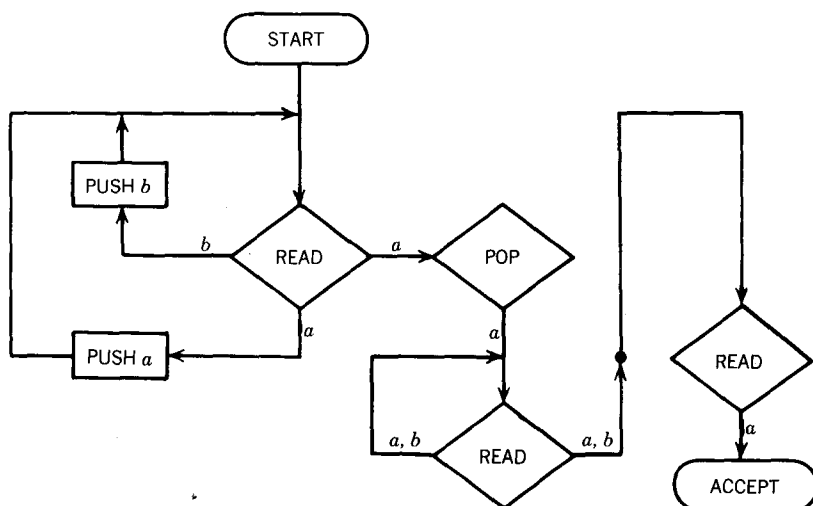 START
PUSH b
b
READ
a
POP
a
a
PUSH a
READ
a, b
READ
a, b
a
ACCEPT